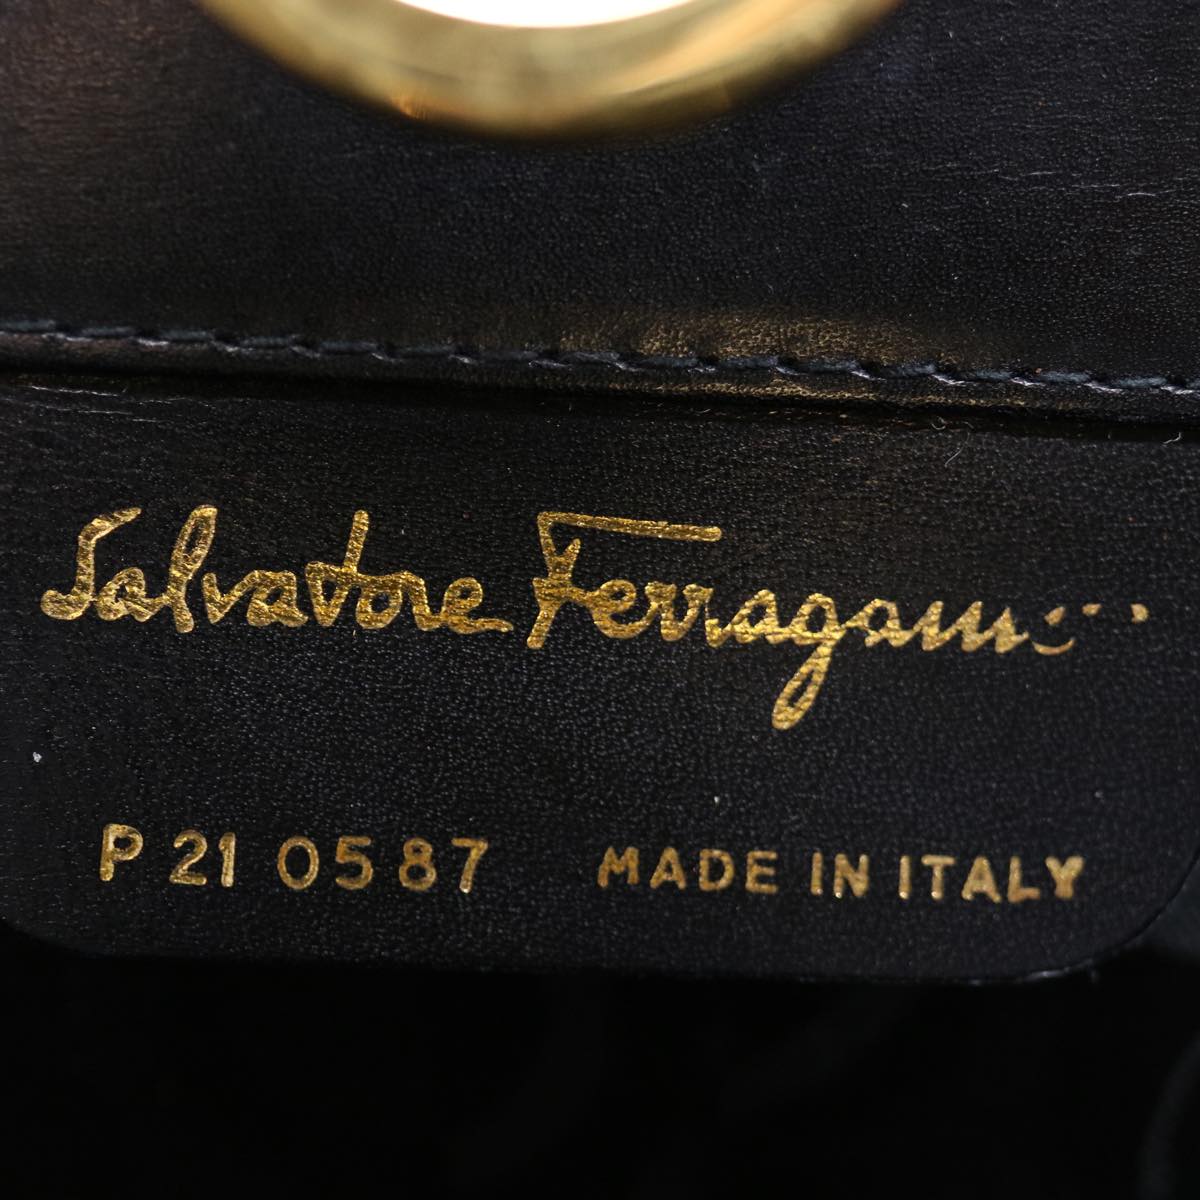 Salvatore Ferragamo
P 21 0587 MADE IN ITALY